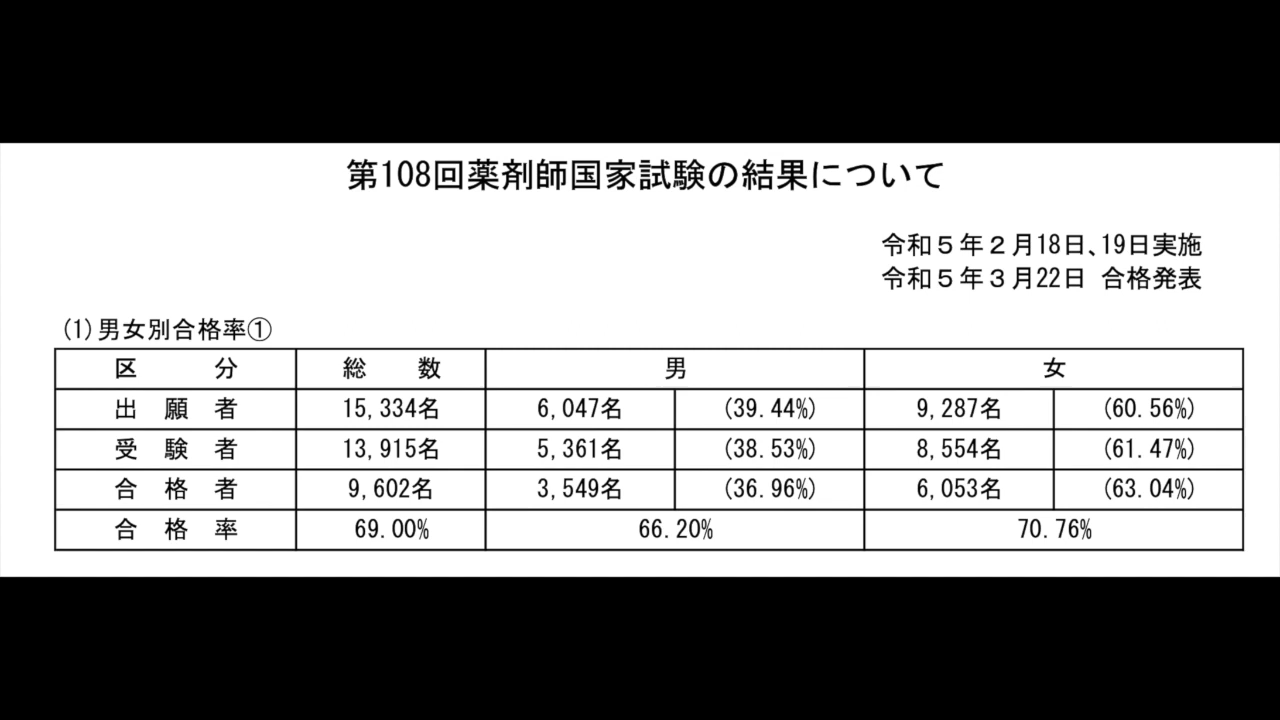 第108回薬剤師国家試験の結果について
令和５年２月18日、19日実施
令和５年３月22日 合格発表
(1)男女別合格率①
区　分 総　数 男 女
出　願　者 15,334名 6,047名 (39.44%) 9,287名 (60.56%)
受　験　者 13,915名 5,361名 (38.53%) 8,554名 (61.47%)
合　格　者 9,602名 3,549名 (36.96%) 6,053名 (63.04%)
合　格　率 69.00% 66.20% 70.76%